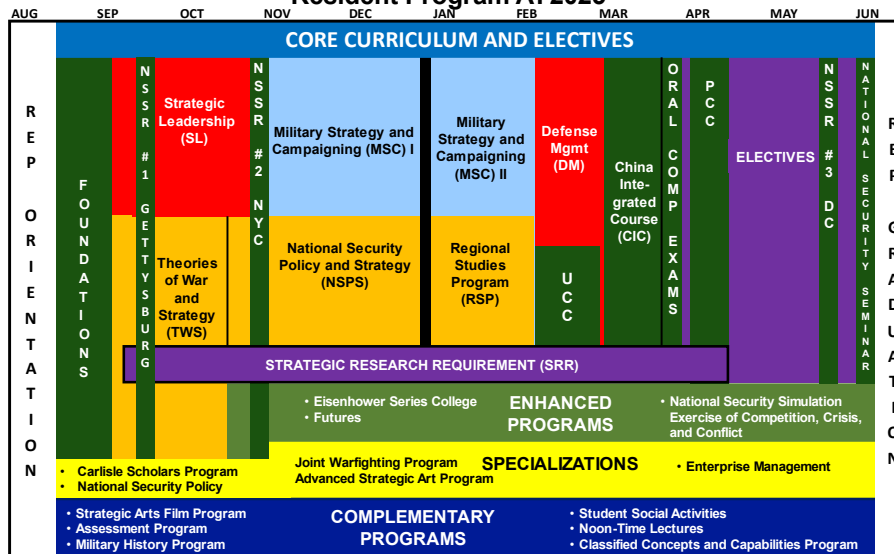 Resident Program AY2023
AUG SEP OCT NOV DEC JAN FEB MAR APR MAY JUN
CORE CURRICULUM AND ELECTIVES
REP ORIENTATION
FOUNDATIONS
NSSR #1 GETTYSBURG
Strategic
Leadership
(SL)
Theories
of War
and
Strategy
(TWS)
NSSR #2 NYC
Military Strategy and
Campaigning (MSC) I
National Security
Policy and Strategy
(NSPS)
Military
Strategy and
Campaigning
(MSC) II
Regional
Studies
Program
(RSP)
Defense
Mgmt
(DM)
UCC
China
Inte-
grated
Course
(CIC)
ORAL COMP EXAMS
PCC
ELECTIVES
NSSR #3 DC
NATIONAL SECURITY SEMINAR
REP GRADUATION
STRATEGIC RESEARCH REQUIREMENT (SRR)
• Eisenhower Series College
• Futures
ENHANCED
PROGRAMS
• National Security Simulation
Exercise of Competition, Crisis,
and Conflict
• Carlisle Scholars Program
• National Security Policy
Joint Warfighting Program
Advanced Strategic Art Program
SPECIALIZATIONS
• Enterprise Management
• Strategic Arts Film Program
• Assessment Program
• Military History Program
COMPLEMENTARY
PROGRAMS
• Student Social Activities
• Noon-Time Lectures
• Classified Concepts and Capabilities Program